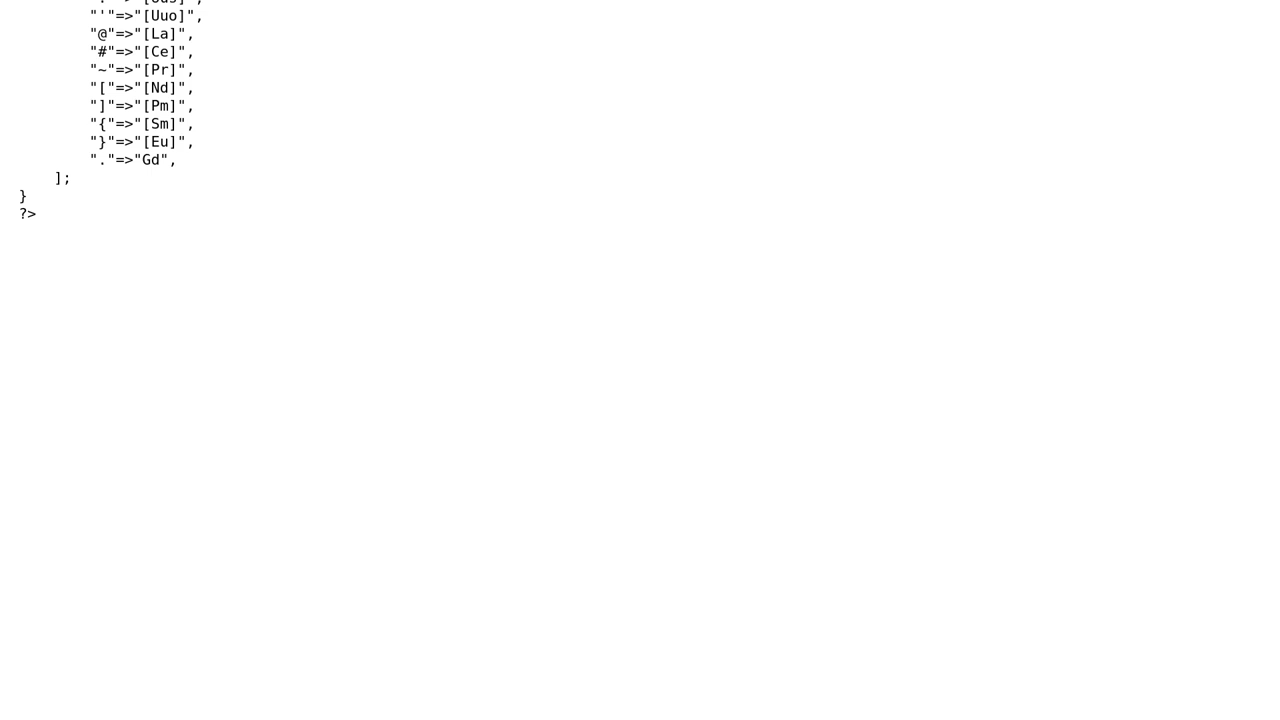 "'"=>"[Uuo]",
"@"=>"[La]",
"#"=>"[Ce]",
"~"=>"[Pr]",
"["=>"[Nd]",
"]"=>"[Pm]",
"{"=>"[Sm]",
"}"=>"[Eu]",
"."=>"Gd",
];
}
?>